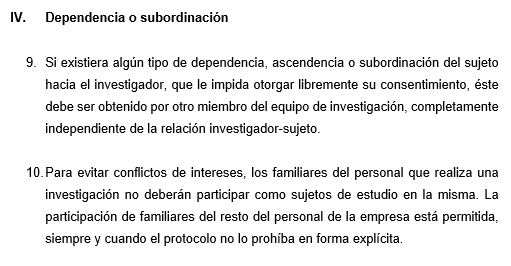 IV. Dependencia o subordinación
9. Si existiera algún tipo de dependencia, ascendencia o subordinación del sujeto
hacia el investigador, que le impida otorgar libremente su consentimiento, éste
debe ser obtenido por otro miembro del equipo de investigación, completamente
independiente de la relación investigador-sujeto.
10. Para evitar conflictos de intereses, los familiares del personal que realiza una
investigación no deberán participar como sujetos de estudio en la misma. La
participación de familiares del resto del personal de la empresa está permitida,
siempre y cuando el protocolo no lo prohíba en forma explícita.